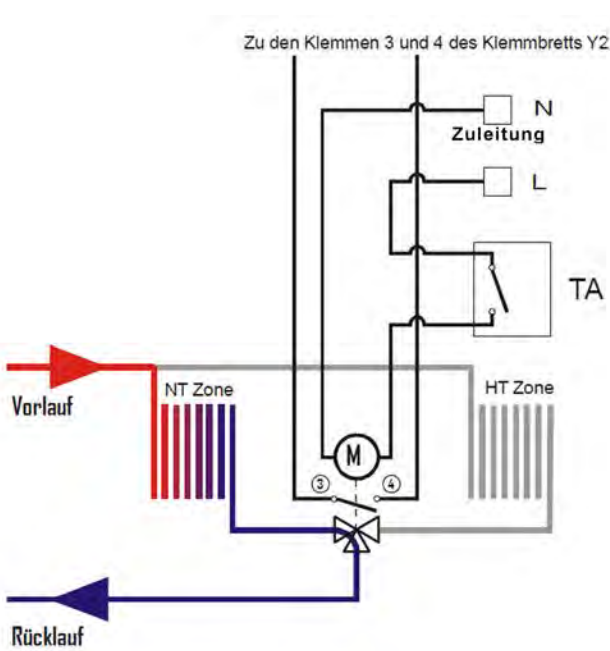 Zu den Klemmen 3 und 4 des Klemmbretts Y2
N
Zuleitung
L
TA
NT Zone
HT Zone
Vorlauf
M
③
④
Rücklauf